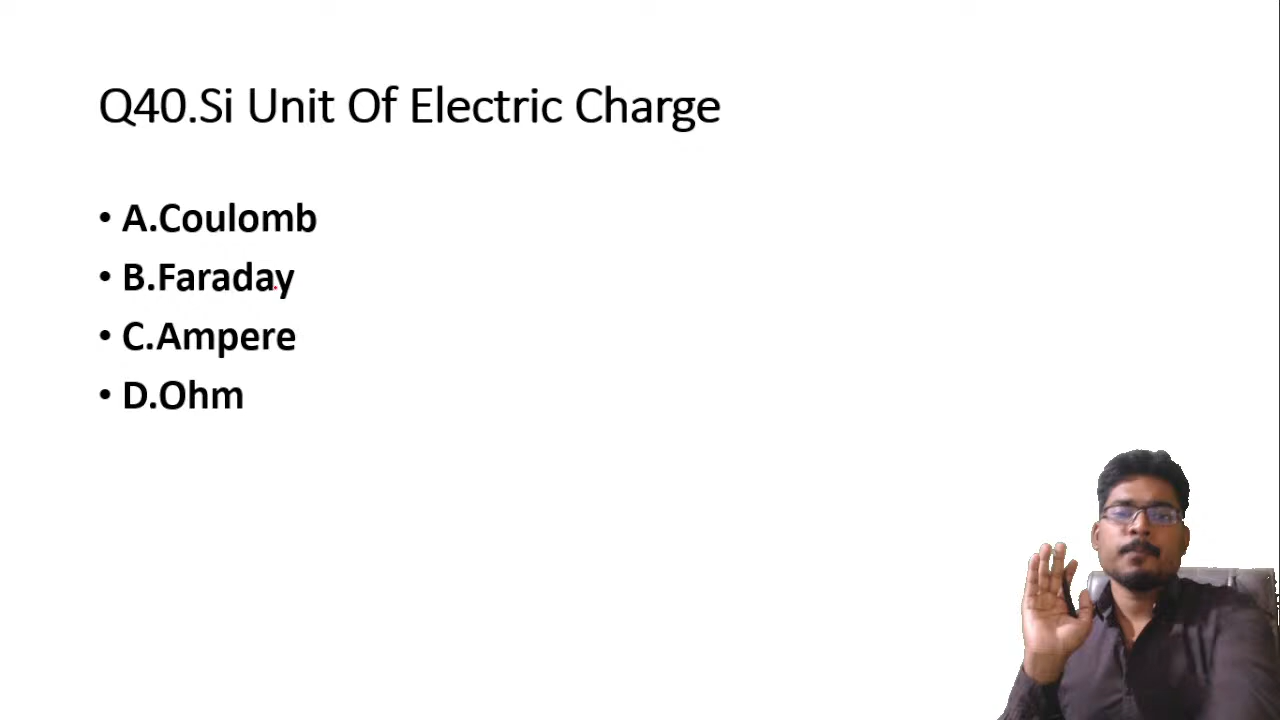 Q40.Si Unit Of Electric Charge
• A.Coulomb
• B.Faraday
• C.Ampere
• D.Ohm